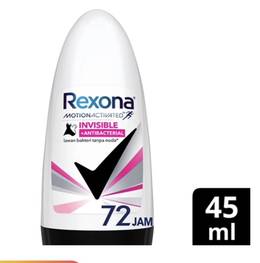 Rexona
MOTIONACTIVATED
INVISIBLE
+ANTIBACTERIAL
lawan bakteri tanpa noda*
72 JAM
45
ml